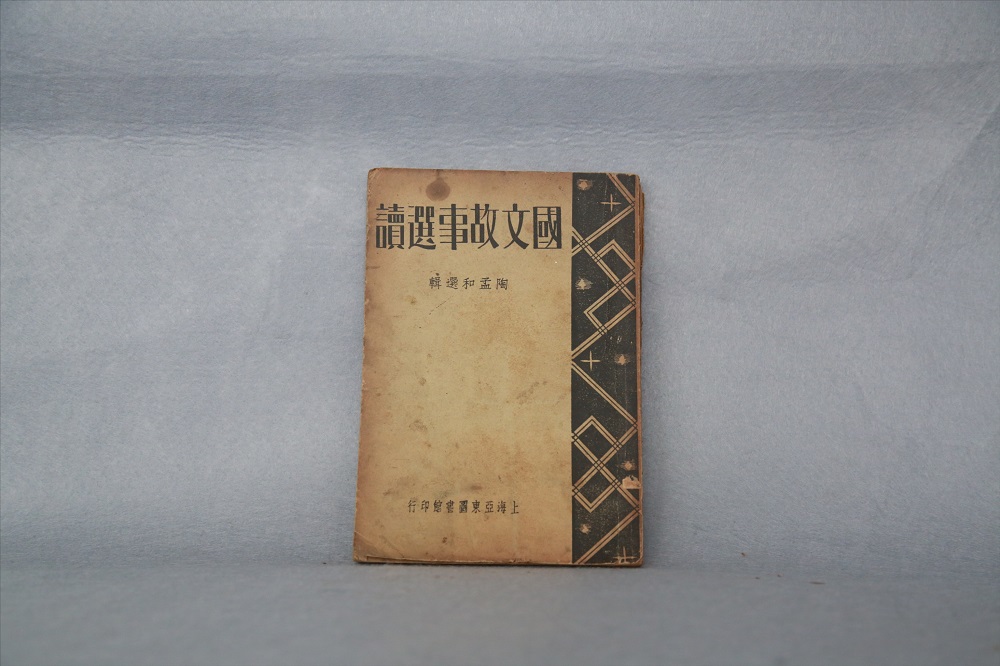 國文故事選讀
陶孟和選輯
上海亞東圖書館印行